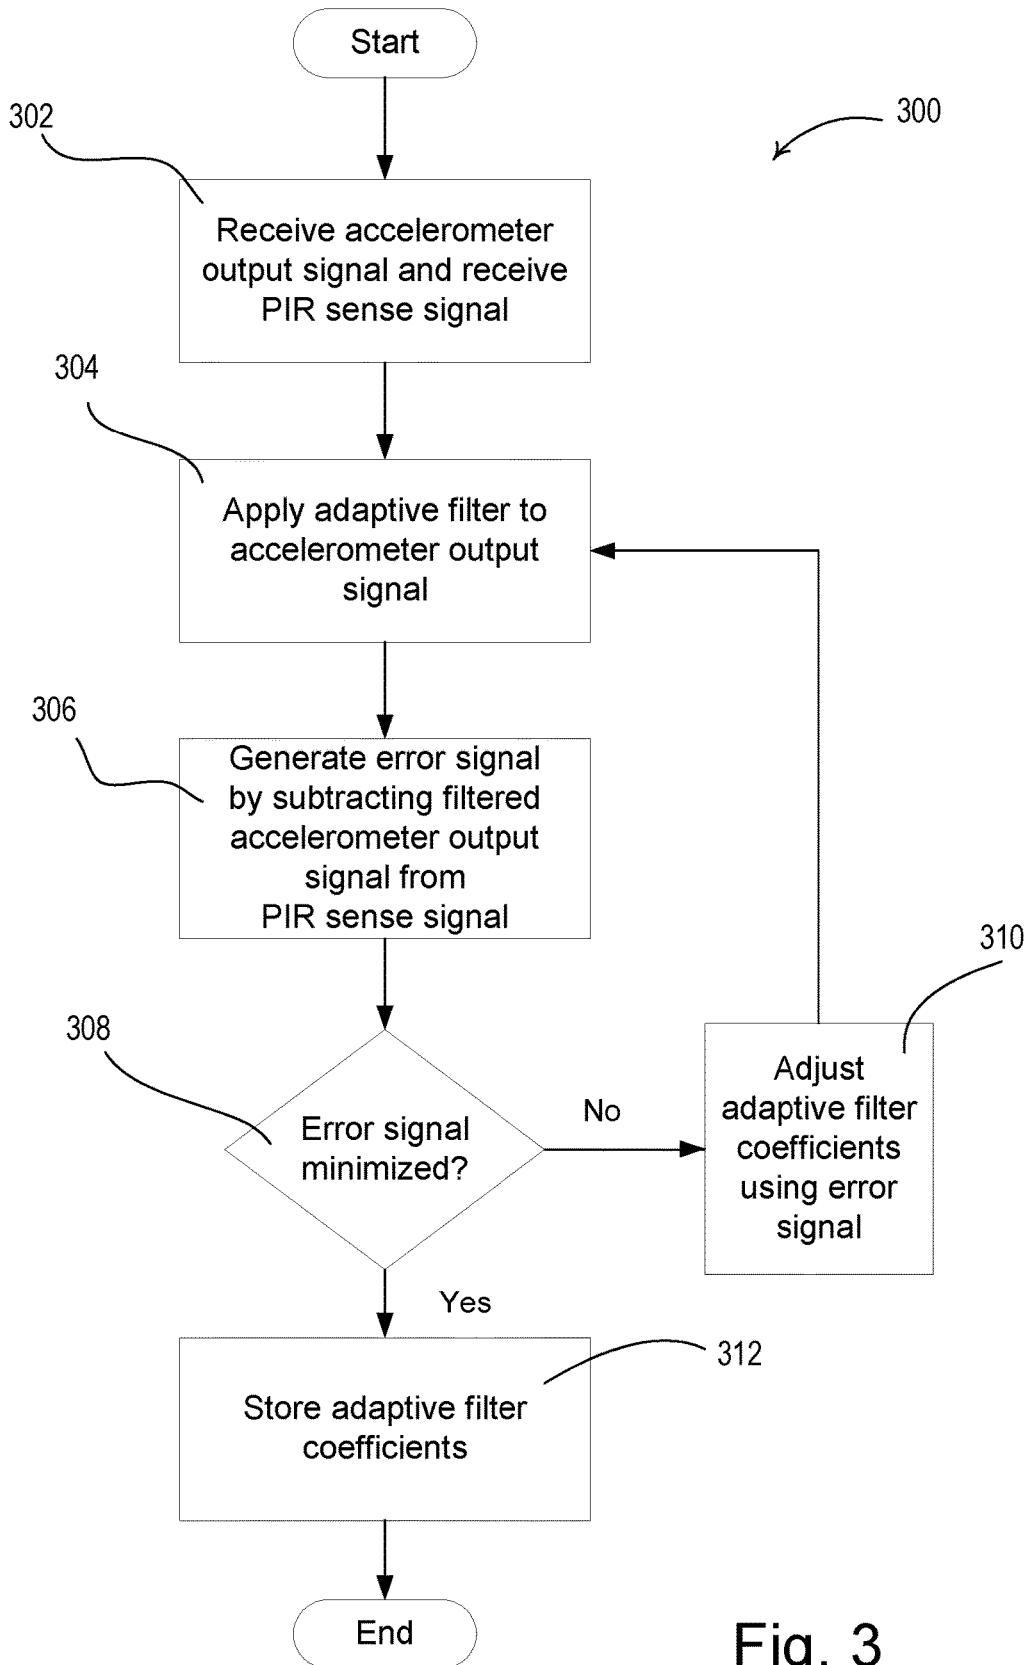 Start
302
300
Receive accelerometer
output signal and receive
PIR sense signal
304
Apply adaptive filter to
accelerometer output
signal
306
Generate error signal
by subtracting filtered
accelerometer output
signal from
PIR sense signal
310
308
Error signal
minimized?
No
Adjust
adaptive filter
coefficients
using error
signal
Yes
312
Store adaptive filter
coefficients
End
Fig. 3